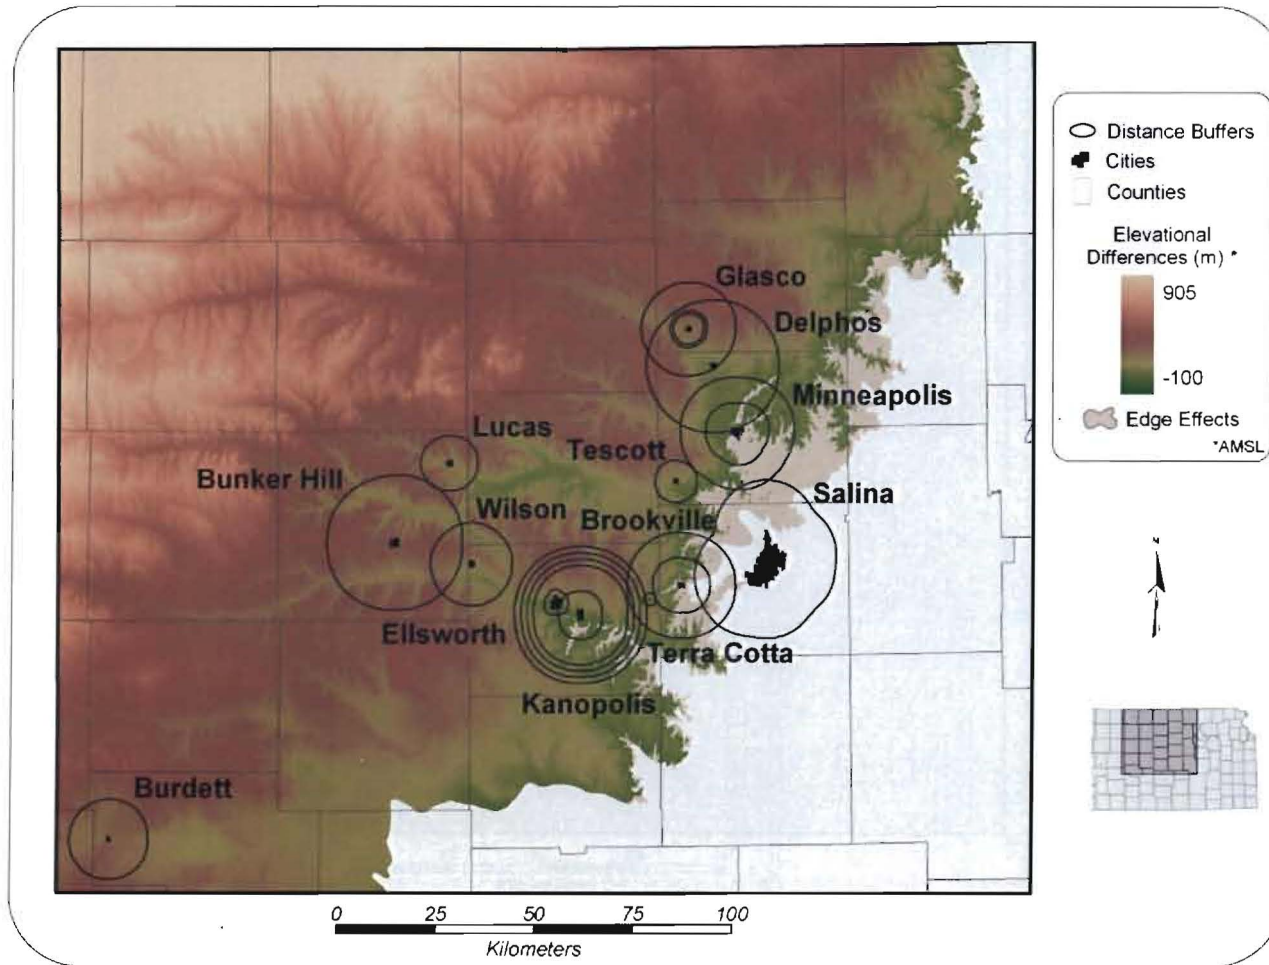 Glasco
Delphos
Minneapolis
Lucas
Tescott
Bunker Hill
Wilson
Brookville
Salina
Ellsworth
Terra Cotta
Kanopolis
Burdett
Distance Buffers
Cities
Counties
Elevational
Differences (m) *
905
-100
Edge Effects
*AMSL
N
0 25 50 75 100
Kilometers